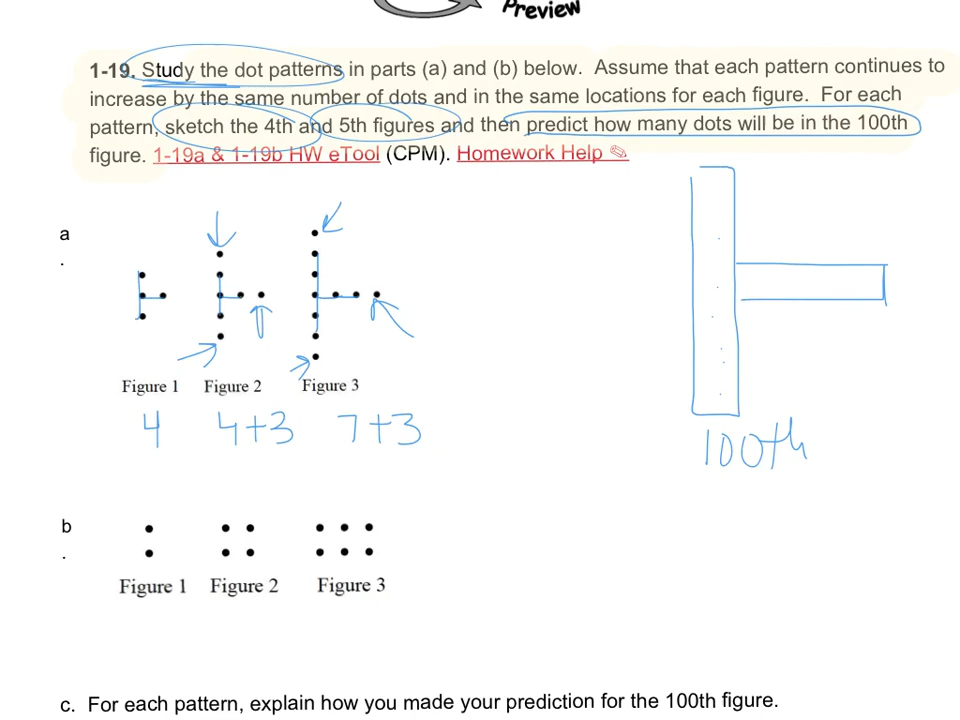 Preview
1-19. Study the dot patterns in parts (a) and (b) below. Assume that each pattern continues to
increase by the same number of dots and in the same locations for each figure. For each
pattern, sketch the 4th and 5th figures and then predict how many dots will be in the 100th
figure. 1-19a & 1-19b HW eTool (CPM). Homework Help ✎
a
.
Figure 1 Figure 2 Figure 3
4 4+3 7+3
100th
b
.
Figure 1 Figure 2 Figure 3
c. For each pattern, explain how you made your prediction for the 100th figure.